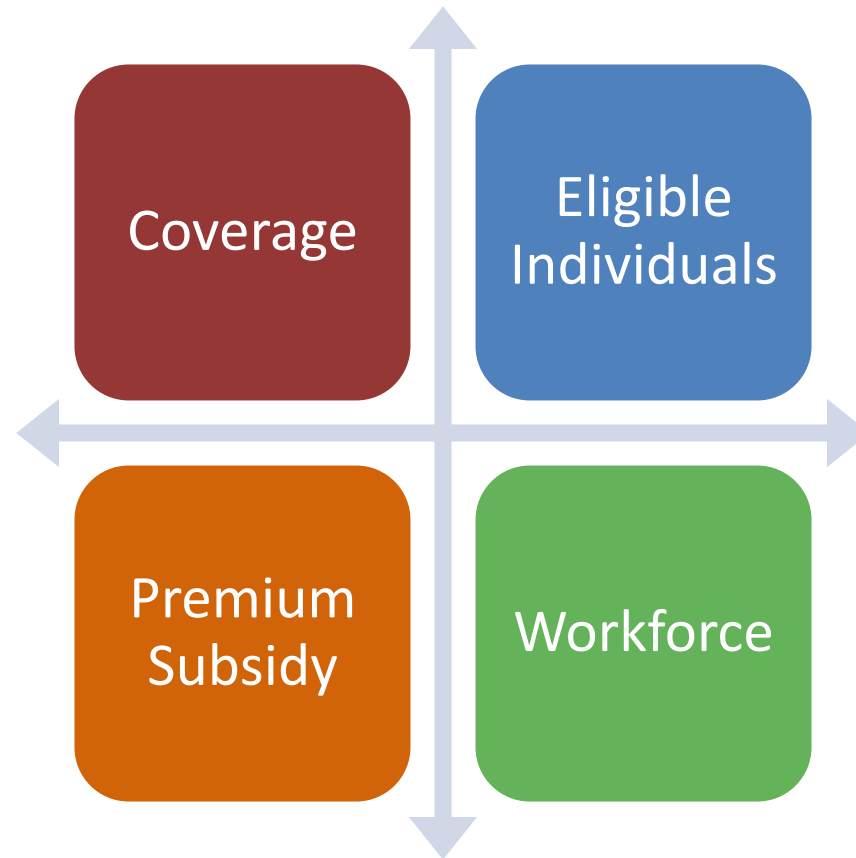 Coverage
Eligible
Individuals
Premium
Subsidy
Workforce